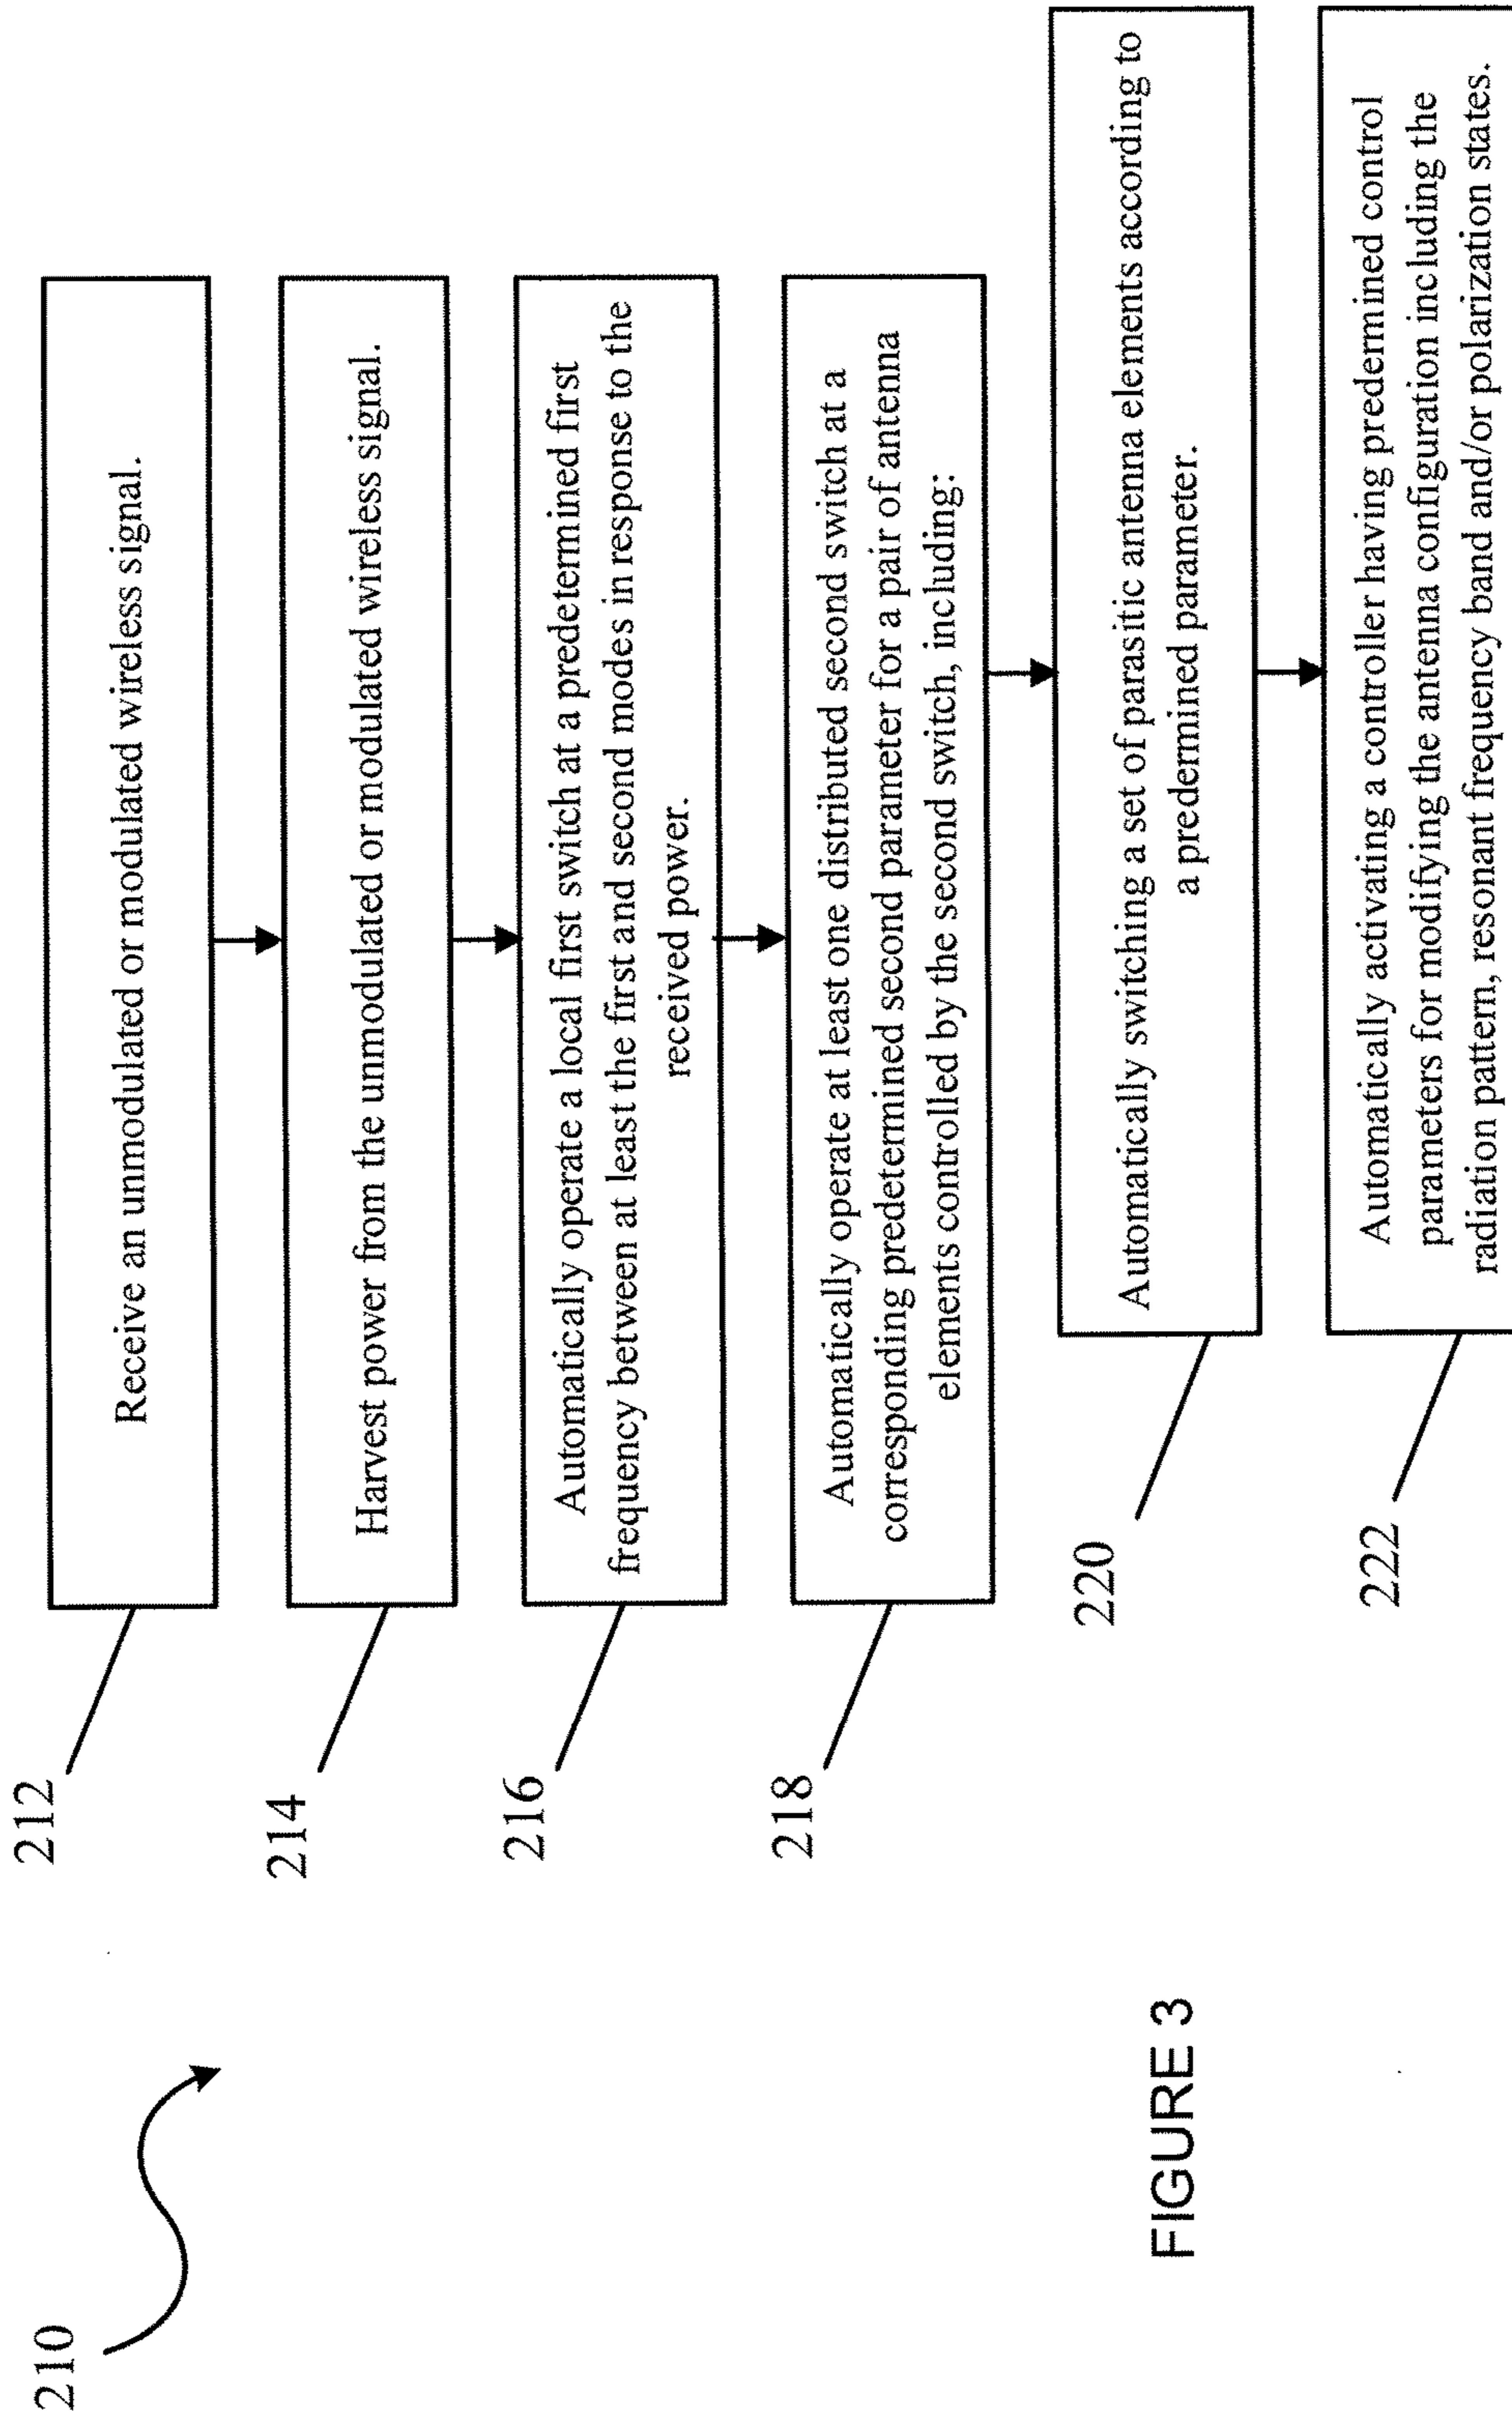 210
212
Receive an unmodulated or modulated wireless signal.
214
Harvest power from the unmodulated or modulated wireless signal.
216
Automatically operate a local first switch at a predetermined first
frequency between at least the first and second modes in response to the
received power.
218
Automatically operate at least one distributed second switch at a
corresponding predetermined second parameter for a pair of antenna
elements controlled by the second switch, including:
220
Automatically switching a set of parasitic antenna elements according to
a predermined parameter.
222
Automatically activating a controller having predermined control
parameters for modifying the antenna configuration including the
radiation pattern, resonant frequency band and/or polarization states.
FIGURE 3